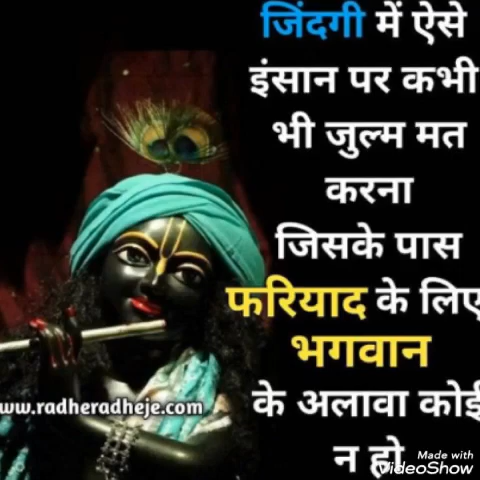 जिंदगी में ऐसे
इंसान पर कभी
भी जुल्म मत
करना
जिसके पास
फरियाद के लिए
भगवान
के अलावा कोई
न हो
www.radheradheje.com
Made with
VideoShow